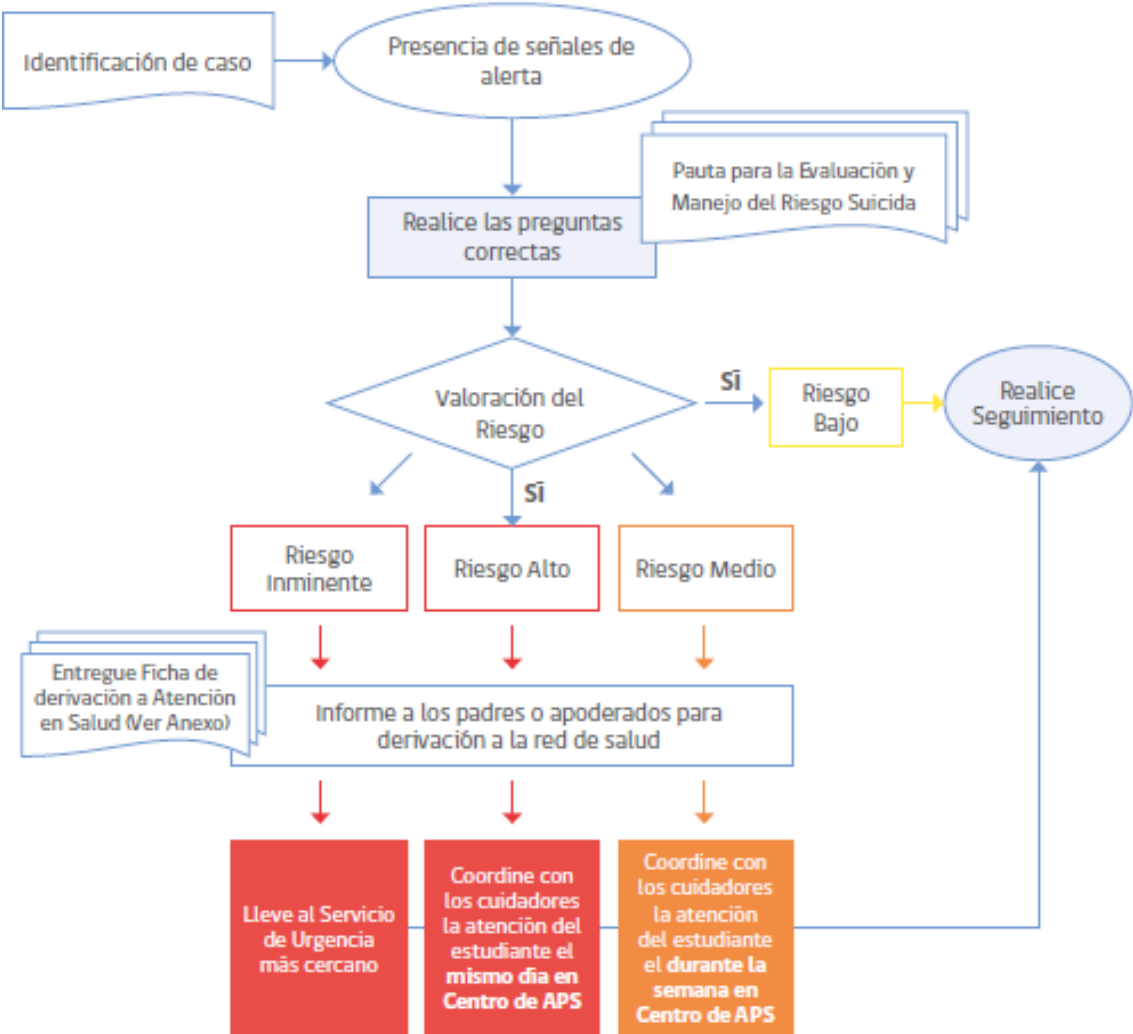 Identificación de caso
Presencia de señales de
alerta
Pauta para la Evaluación y
Manejo del Riesgo Suicida
Realice las preguntas
correctas
Valoración del
Riesgo
Sī
Riesgo
Bajo
Realice
Seguimiento
Sī
Riesgo
Inminente
Riesgo Alto
Riesgo Medio
Entregue Ficha de
derivación a Atención
en Salud (Ver Anexo)
Informe a los padres o apoderados para
derivación a la red de salud
Lleve al Servicio
de Urgencia
más cercano
Coordine con
los cuidadores
la atención del
estudiante el
mismo día en
Centro de APS
Coordine con
los cuidadores
la atención
del estudiante
el durante la
semana en
Centro de APS